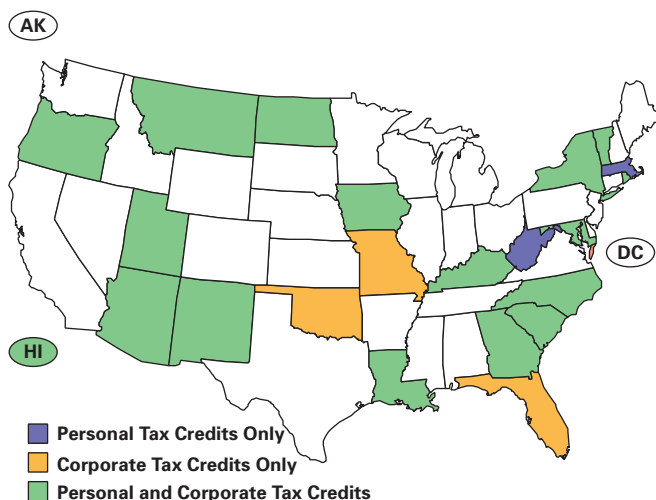 AK
DC
HI
Personal Tax Credits Only
Corporate Tax Credits Only
Personal and Corporate Tax Credits